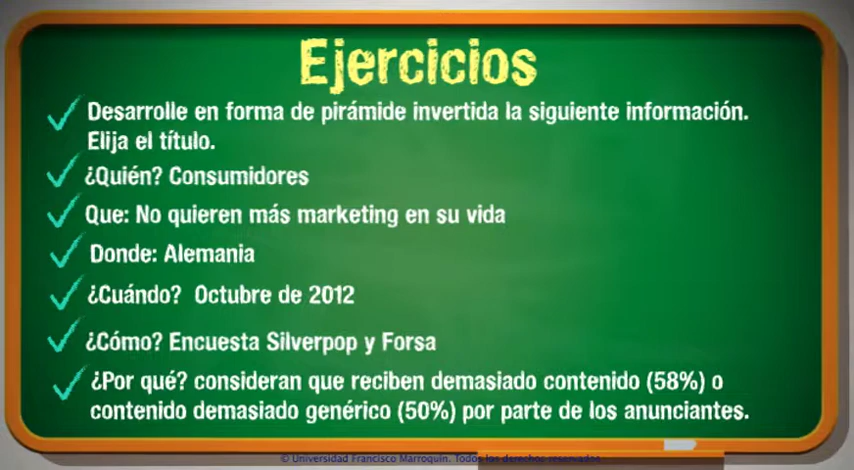 Ejercicios
Desarrolle en forma de pirámide invertida la siguiente información.
Elija el título.
¿Quién? Consumidores
Que: No quieren más marketing en su vida
Donde: Alemania
¿Cuándo? Octubre de 2012
¿Cómo? Encuesta Silverpop y Forsa
¿Por qué? consideran que reciben demasiado contenido (58%) o
contenido demasiado genérico (50%) por parte de los anunciantes.
© Universidad Francisco Marroquín. Todos los derechos reservados.